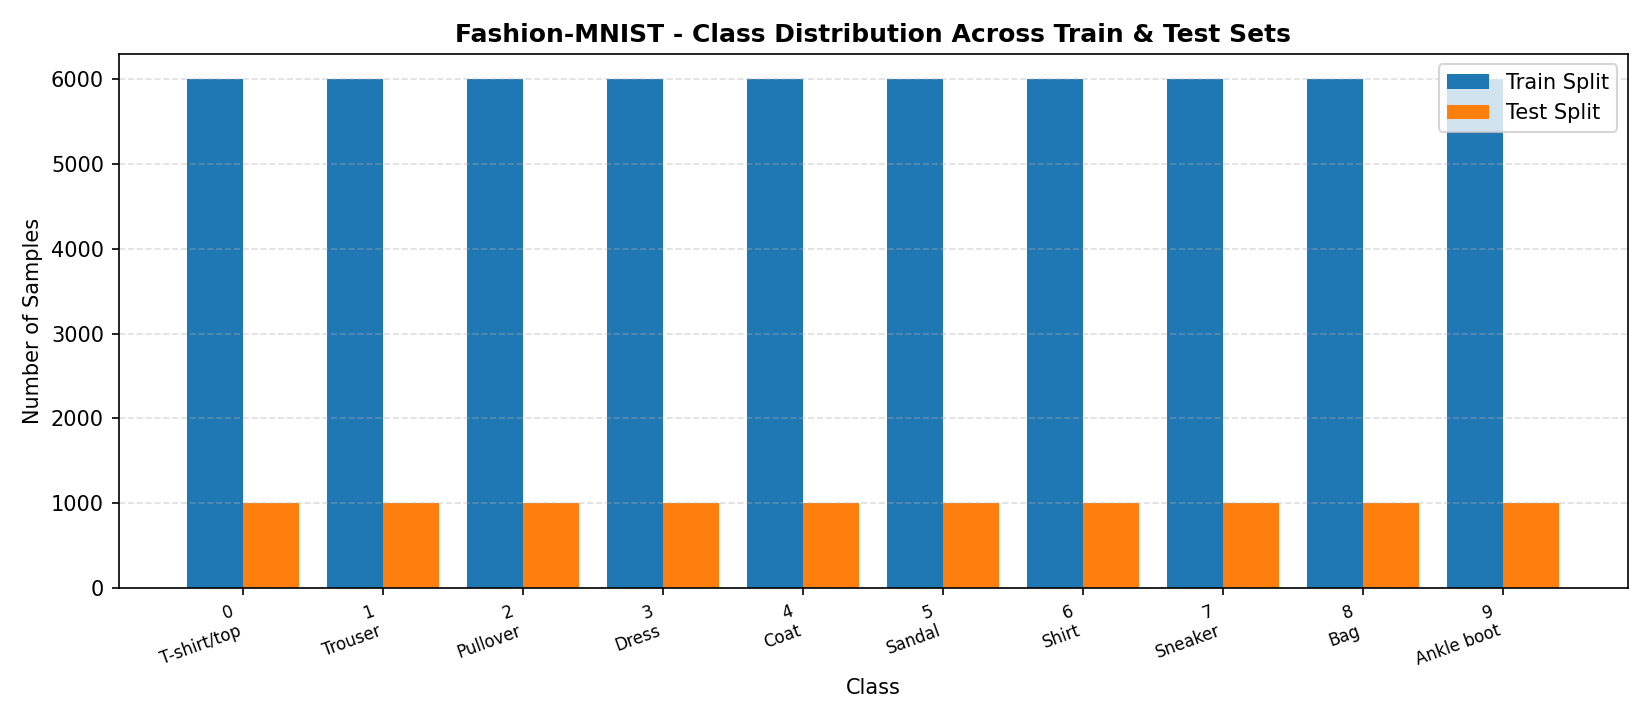 Fashion-MNIST - Class Distribution Across Train & Test Sets
Train Split
Test Split
Number of Samples
6000
5000
4000
3000
2000
1000
0
0
T-shirt/top
1
Trouser
2
Pullover
3
Dress
4
Coat
5
Sandal
6
Shirt
7
Sneaker
8
Bag
9
Ankle boot
Class